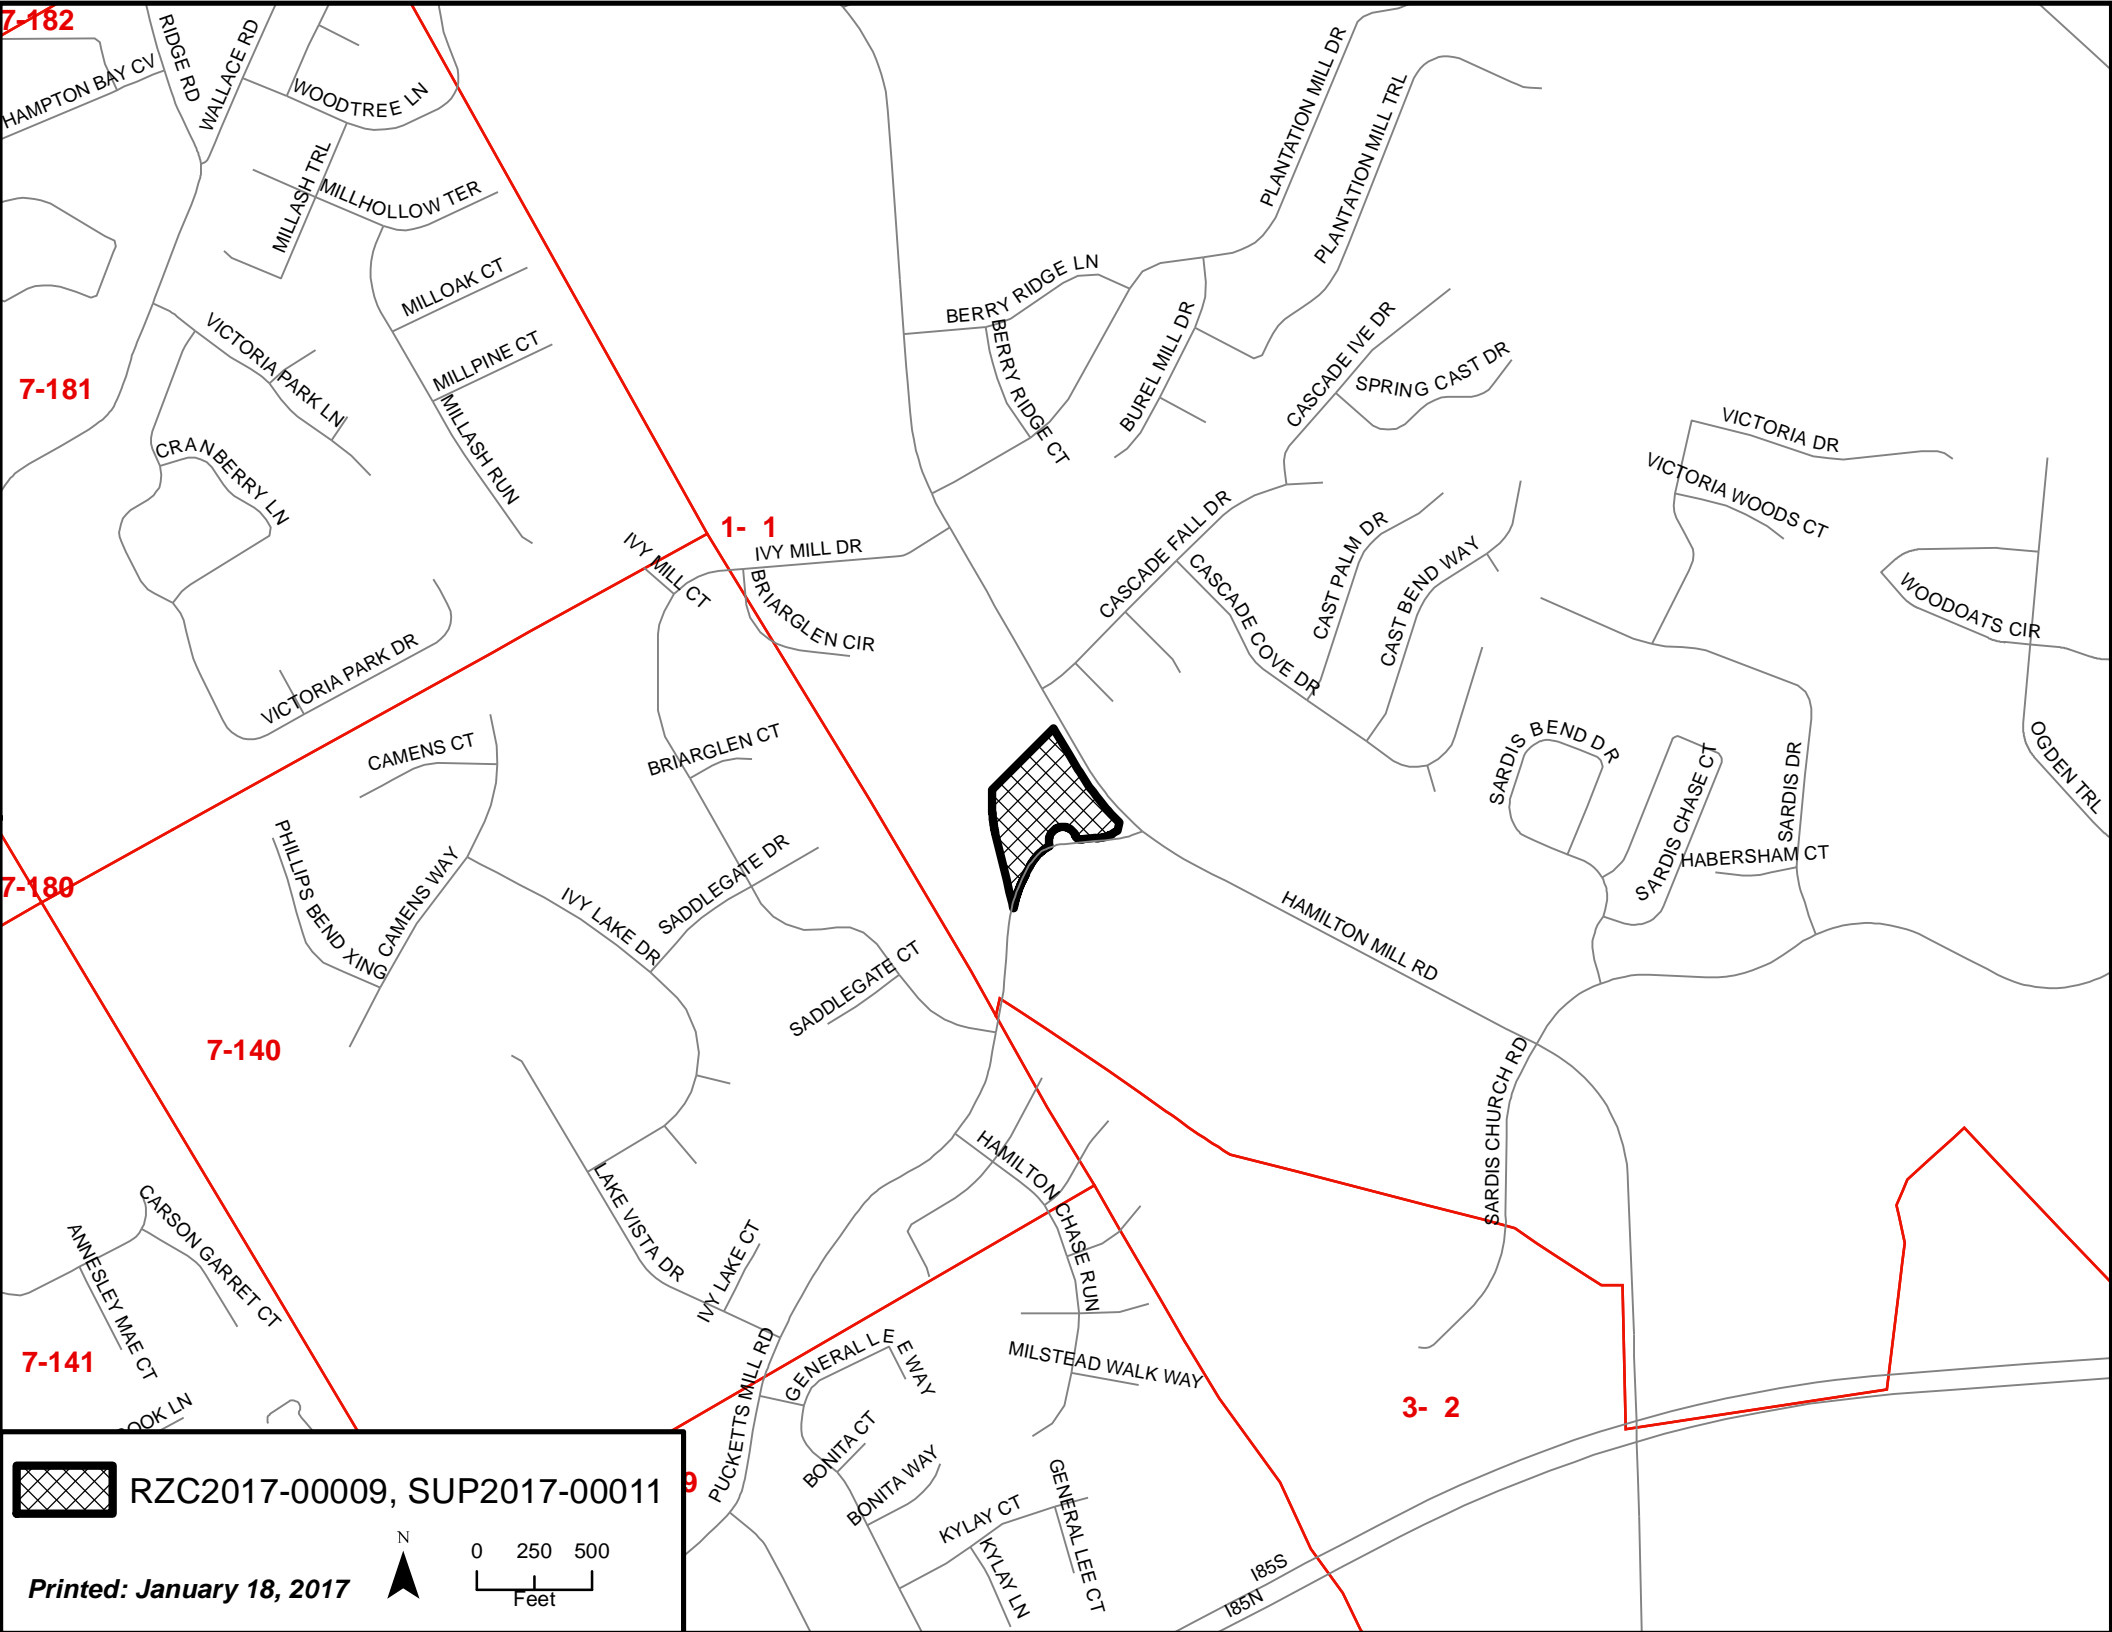 7-182
RIDGE RD
WALLACE RD
HAMPTON BAY CV
WOODTREE LN
PLANTATION MILL DR
PLANTATION MILL TRL
MILLASH TRL
MILLHOLLOW TER
MILLOAK CT
BERRY RIDGE LN
BERRY RIDGE CT
BUREL MILL DR
CASCADE IVE DR
SPRING CAST DR
VICTORIA PARK LN
MILLPINE CT
MILLASH RUN
7-181
CRANBERRY LN
VICTORIA DR
VICTORIA WOODS CT
1- 1
IVY MILL DR
IVY MILL CT
BRIARGLEN CIR
CASCADE FALL DR
CASCADE COVE DR
CAST PALM DR
CAST BEND WAY
WOODOATS CIR
VICTORIA PARK DR
CAMENS CT
BRIARGLEN CT
SARDIS BEND DR
SARDIS CHASE CT
SARDIS DR
OGDEN TRL
HABERSHAM CT
7-180
PHILLIPS BEND XING
CAMENS WAY
IVY LAKE DR
SADDLEGATE DR
SADDLEGATE CT
HAMILTON MILL RD
7-140
SARDIS CHURCH RD
HAMILTON CHASE RUN
LAKE VISTA DR
IVY LAKE CT
CARSON GARRET CT
ANNESLEY MAE CT
7-141
PUCKETTS MILL RD
GENERAL LEE WAY
MILSTEAD WALK WAY
3- 2
OOK LN
BONITA CT
BONITA WAY
9
KYLAY CT
KYLAY LN
GENERAL LEE CT
I85S
I85N
RZC2017-00009, SUP2017-00011
N
0 250 500
Feet
Printed: January 18, 2017